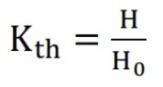 K_th = H/H_0